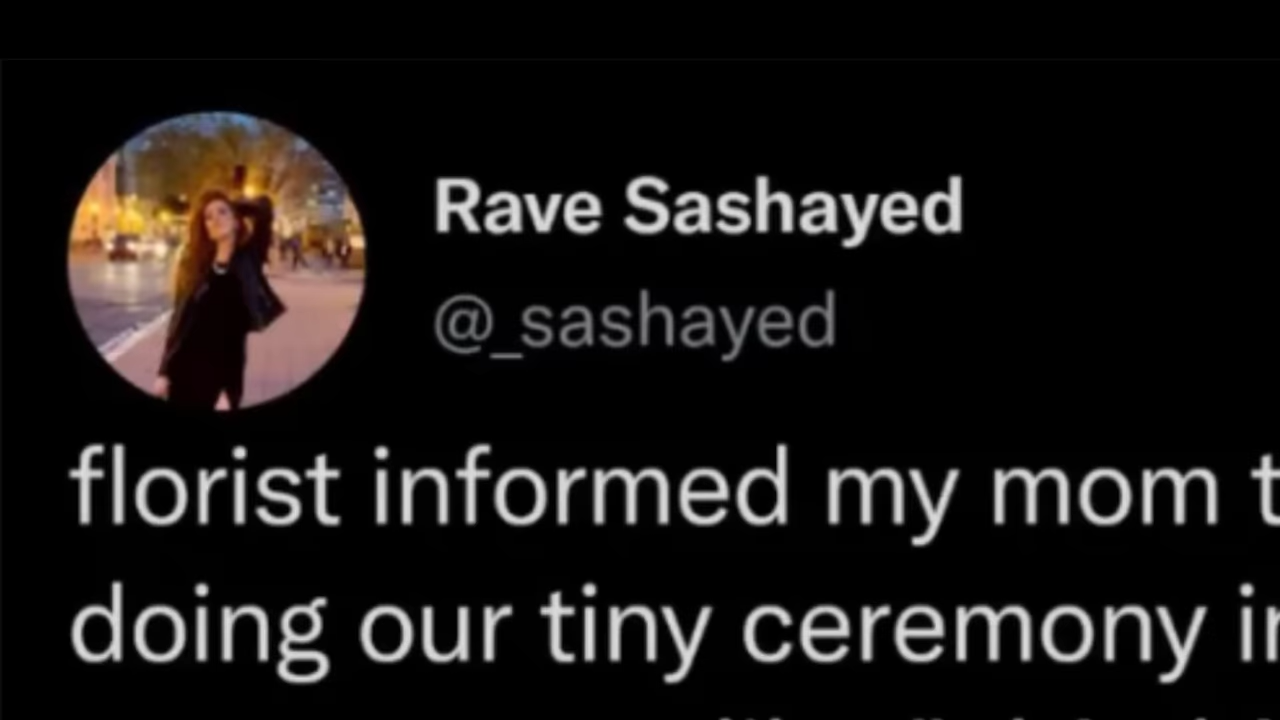 Rave Sashayed
@_sashayed
florist informed my mom
doing our tiny ceremony